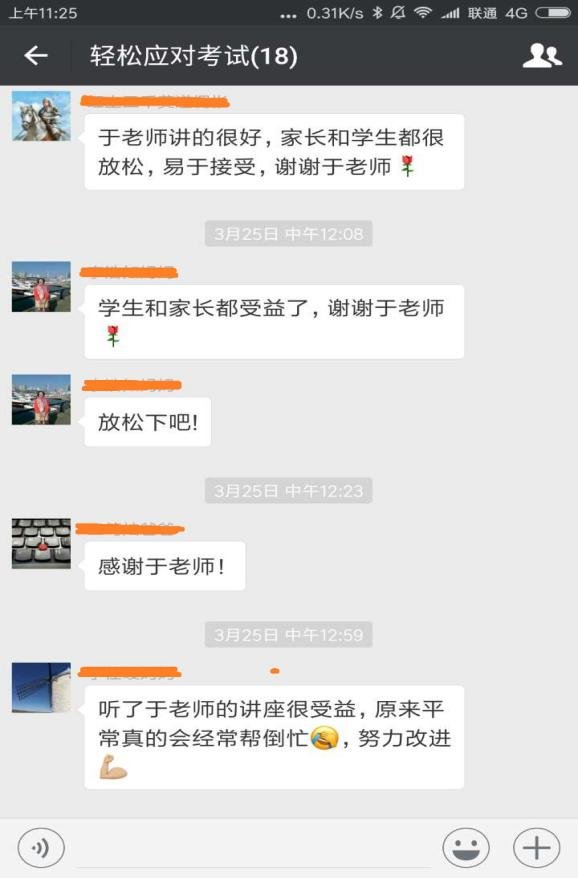 上午11:25
... 0.31K/s 联通 4G
轻松应对考试(18)
于老师讲的很好，家长和学生都很
放松，易于接受，谢谢于老师🌹
3月25日 中午12:08
学生和家长都受益了，谢谢于老师
🌹
放松下吧!
3月25日 中午12:23
感谢于老师！
3月25日 中午12:59
听了于老师的讲座很受益，原来平
常真的会经常帮倒忙😂，努力改进
💪🏼